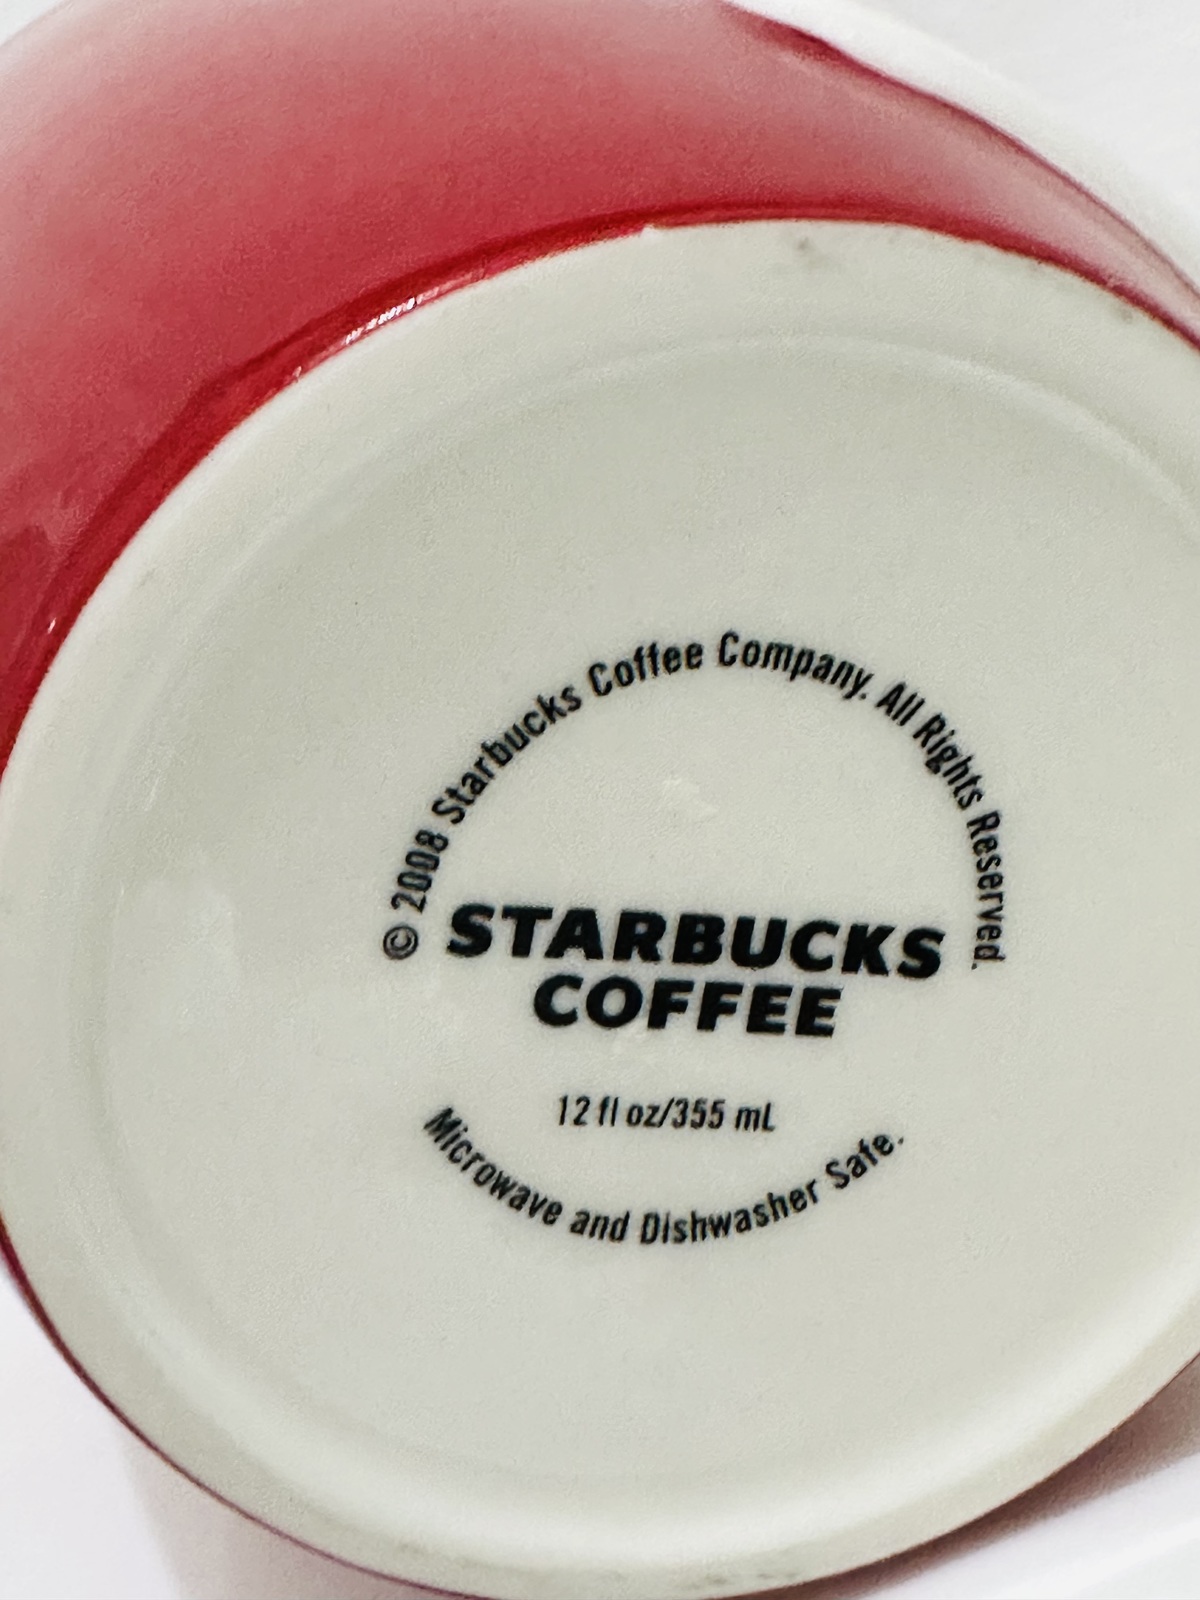 © 2008 Starbucks Coffee Company. All Rights Reserved.
STARBUCKS
COFFEE
12 fl oz/355 mL
Microwave and Dishwasher Safe.